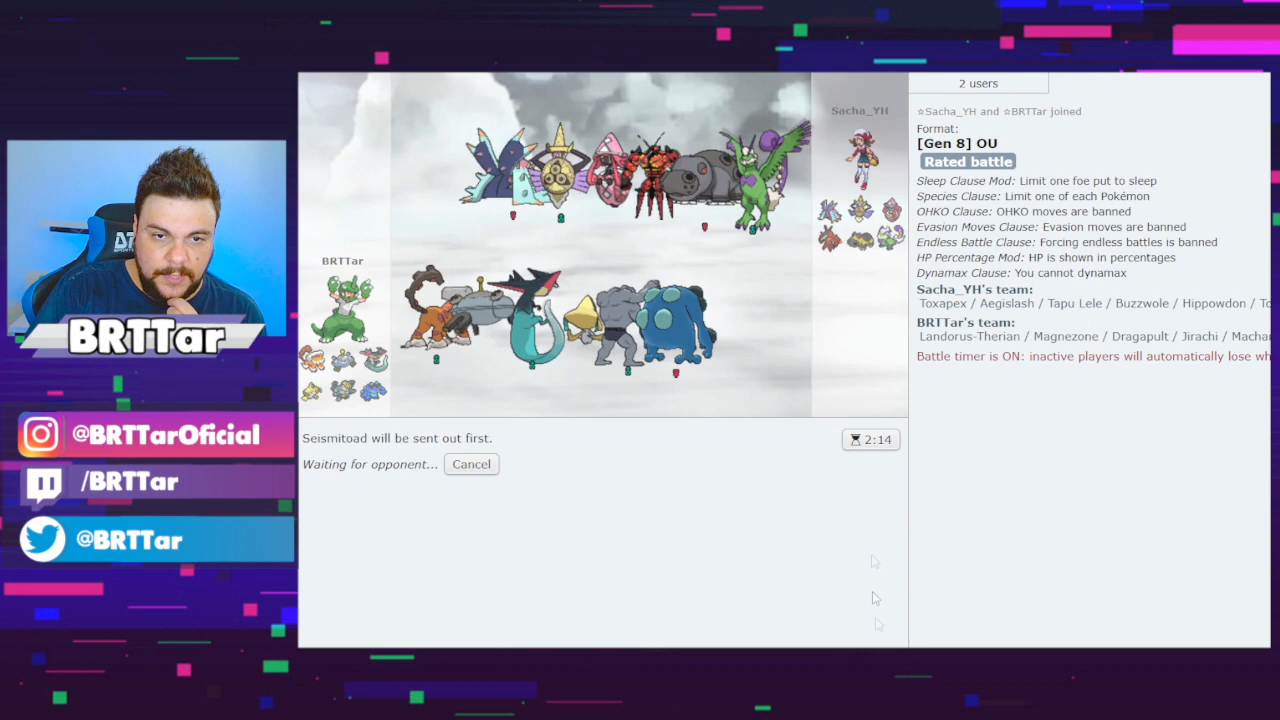 BRTTar
@BRTTarOficial
/BRTTar
@BRTTar
Sacha_YH
BRTTar
Seismitoad will be sent out first.
Waiting for opponent... Cancel
2:14
2 users
☆Sacha_YH and ☆BRTTar joined
Format:
[Gen 8] OU
Rated battle
Sleep Clause Mod: Limit one foe put to sleep
Species Clause: Limit one of each Pokémon
OHKO Clause: OHKO moves are banned
Evasion Moves Clause: Evasion moves are banned
Endless Battle Clause: Forcing endless battles is banned
HP Percentage Mod: HP is shown in percentages
Dynamax Clause: You cannot dynamax
Sacha_YH's team:
Toxapex / Aegislash / Tapu Lele / Buzzwole / Hippowdon / To
BRTTar's team:
Landorus-Therian / Magnezone / Dragapult / Jirachi / Machar
Battle timer is ON: inactive players will automatically lose wh